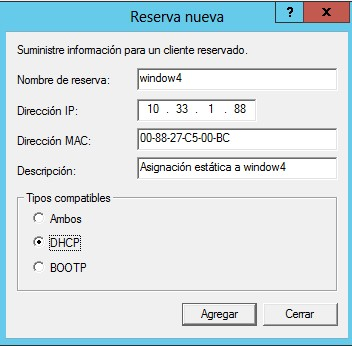 Reserva nueva
? x
Suministre información para un cliente reservado.
Nombre de reserva: window4
Dirección IP: 10 . 33 . 1 . 88
Dirección MAC: 00-88-27-C5-00-BC
Descripción: Asignación estática a window4
Tipos compatibles
Ambos
DHCP
BOOTP
Agregar Cerrar